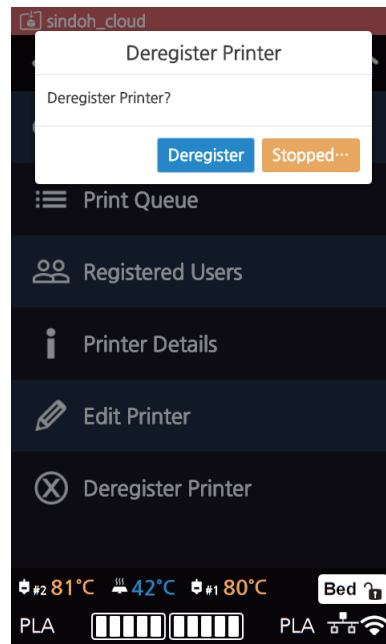 sindoh_cloud
Deregister Printer
Deregister Printer?
Deregister Stopped...
Print Queue
Registered Users
Printer Details
Edit Printer
Deregister Printer
#2 81°C 42°C #1 80°C Bed
PLA PLA